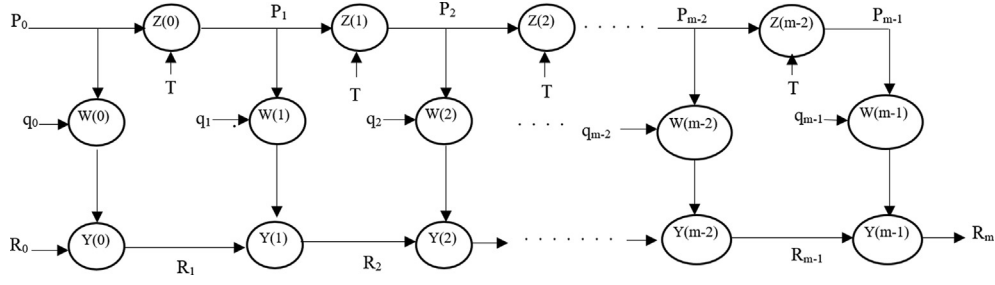 P0 Z(0) P1 Z(1) P2 Z(2) . . . . . Pm-2 Z(m-2) Pm-1
T T T T
q0 W(0) q1 W(1) q2 W(2) . . . . qm-2 W(m-2) qm-1 W(m-1)
R0 Y(0) Y(1) Y(2) . . . . . . . Y(m-2) Y(m-1) Rm
R1 R2 Rm-1